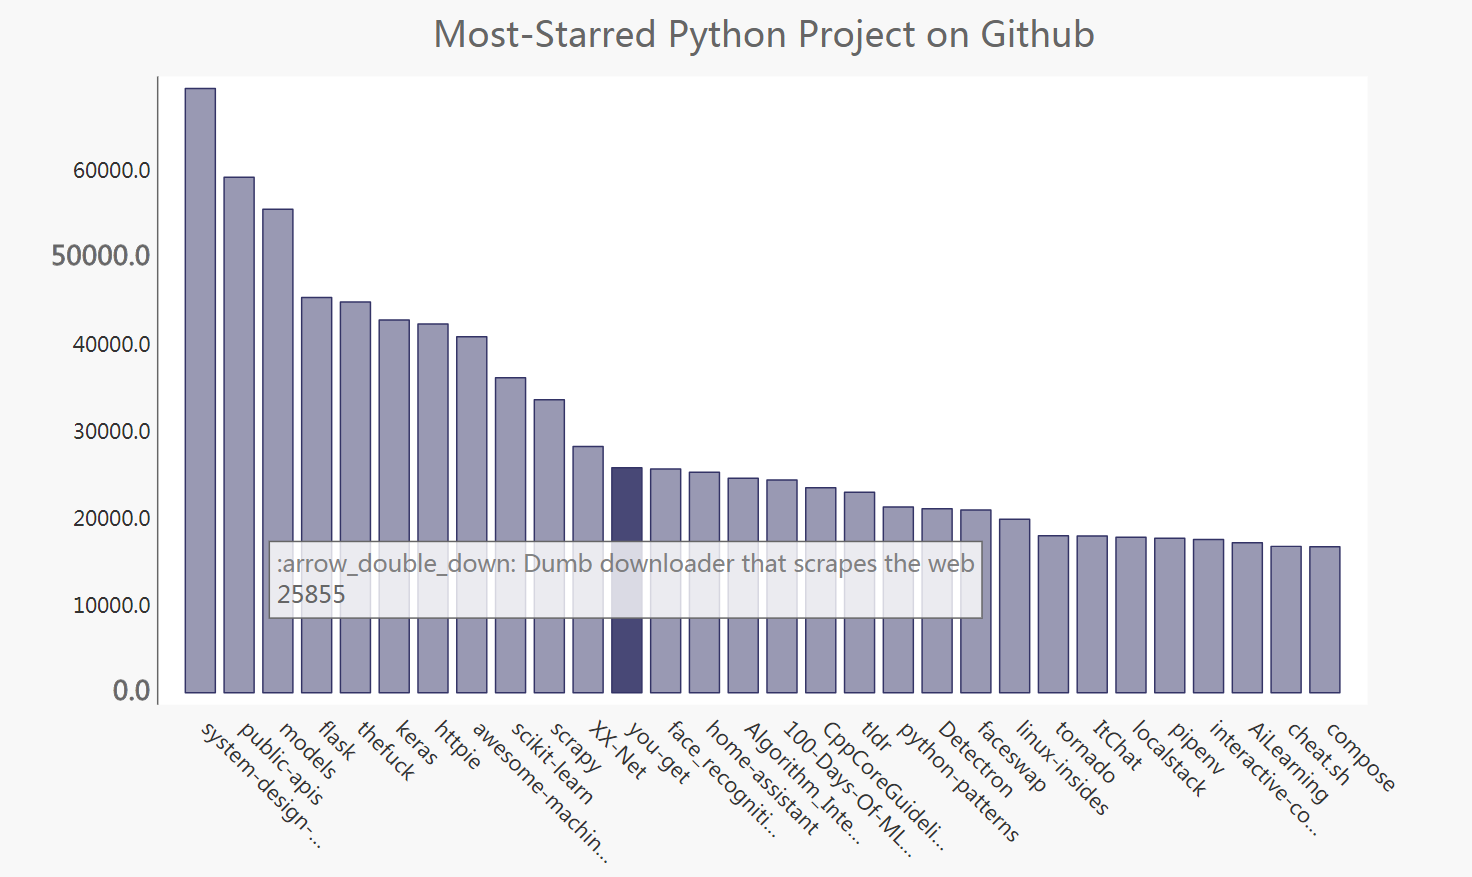 Most-Starred Python Project on Github
60000.0
50000.0
40000.0
30000.0
20000.0
10000.0
0.0
:arrow_double_down: Dumb downloader that scrapes the web
25855
system-design-...
public-apis
models
flask
thefuck
keras
httpie
awesome-machin...
scikit-learn
scrapy
XX-Net
you-get
face_recogniti...
home-assistant
Algorithm_Inte...
100-Days-Of-ML...
CppCoreGuideli...
tldr
python-patterns
Detectron
faceswap
linux-insides
tornado
ItChat
localstack
pipenv
interactive-co...
AiLearning
cheat.sh
compose